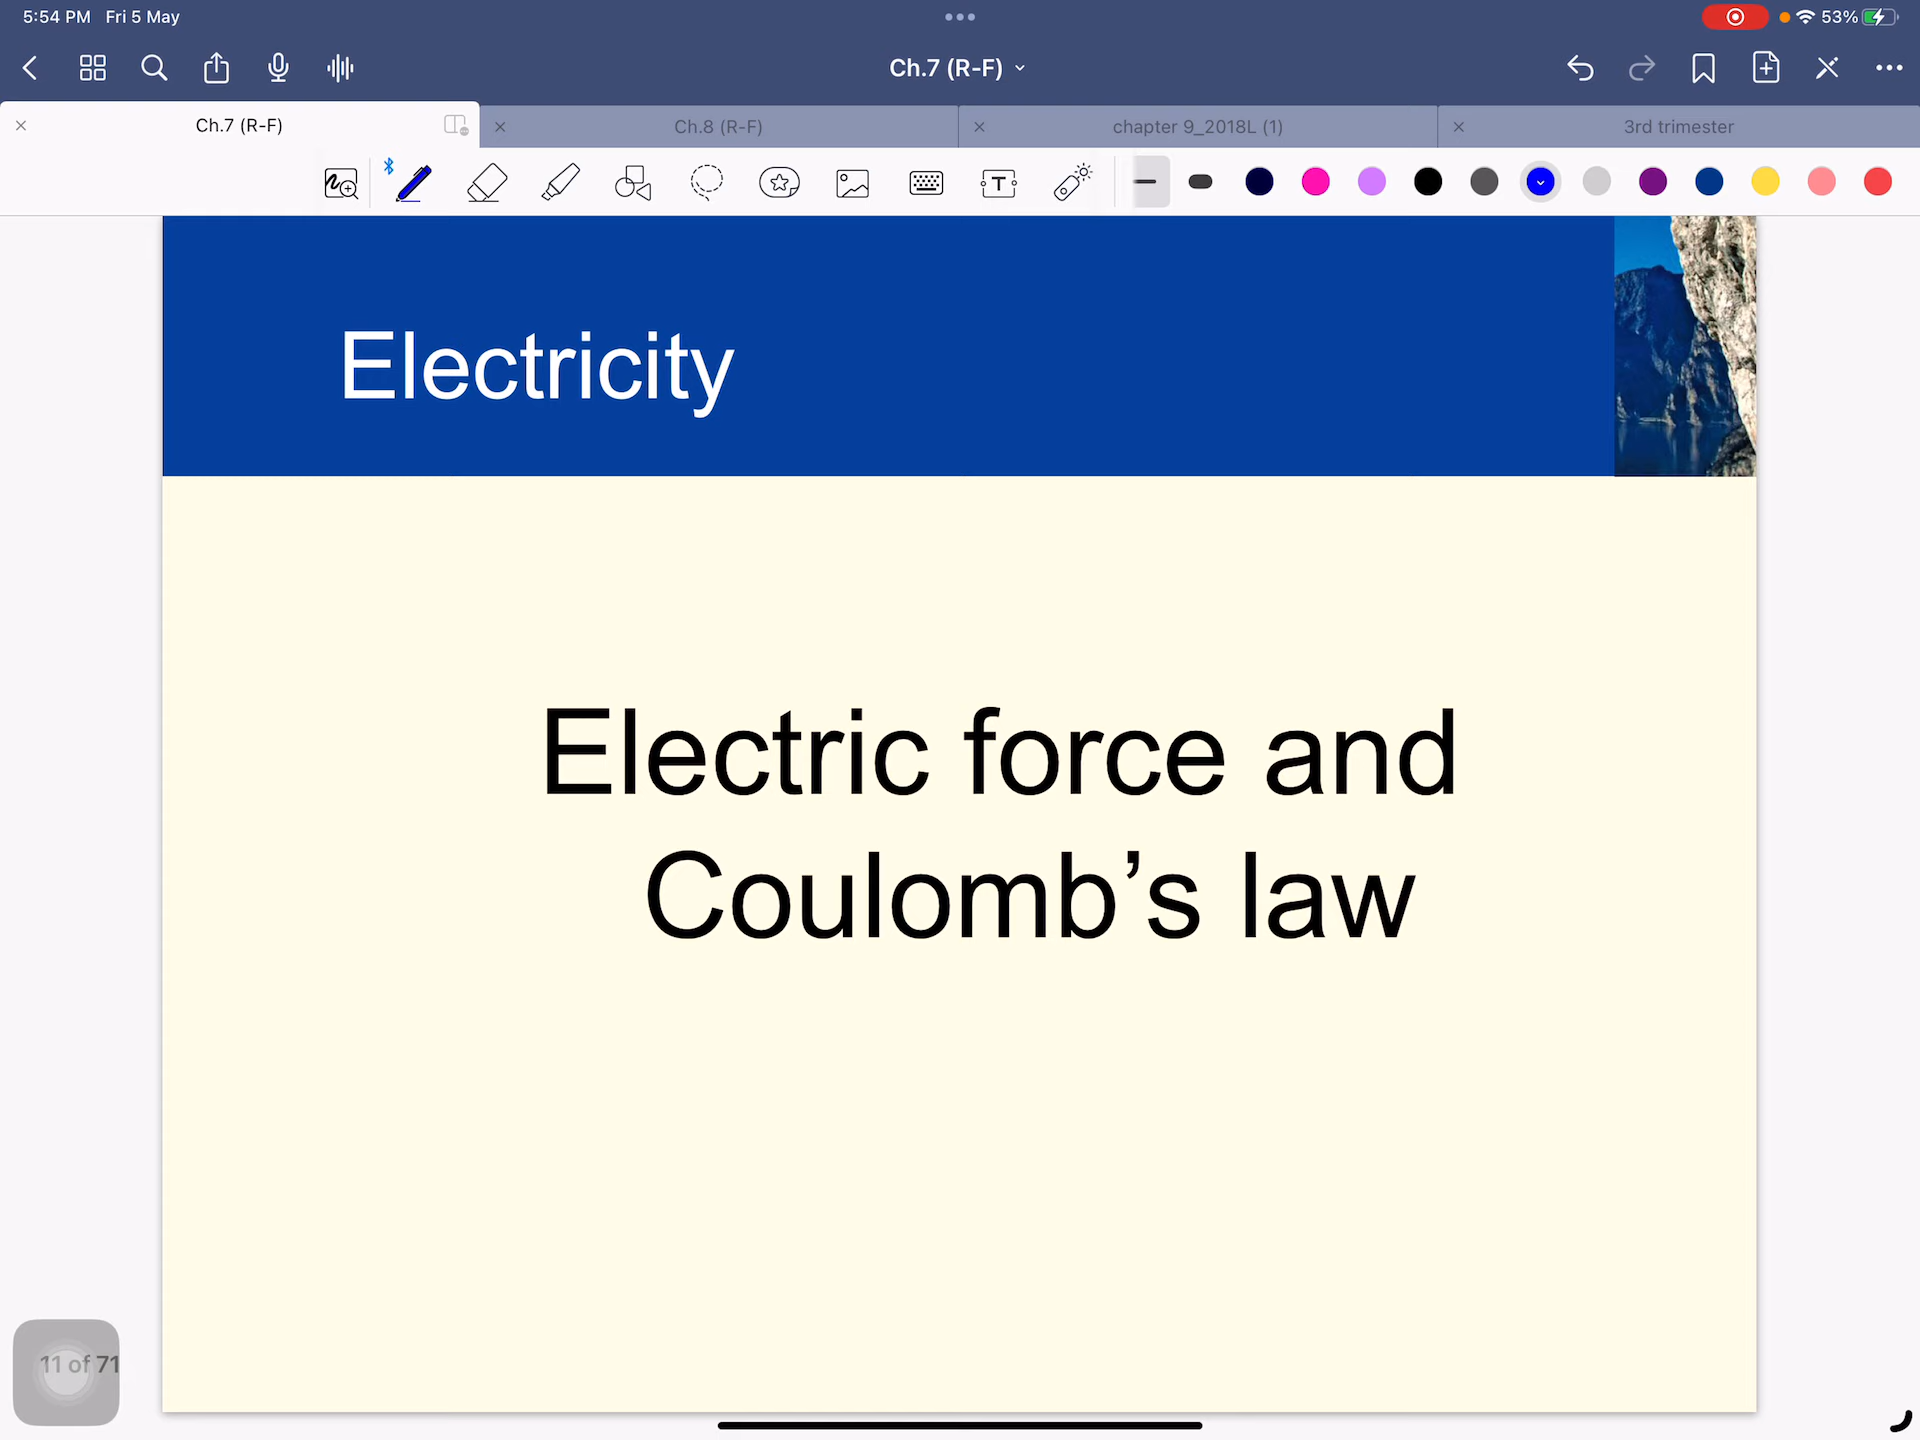 5:54 PM Fri 5 May
53%
Ch.7 (R-F)
Ch.7 (R-F)
Ch.8 (R-F)
chapter 9_2018L (1)
3rd trimester
T
Electricity
Electric force and
Coulomb’s law
11 of 71